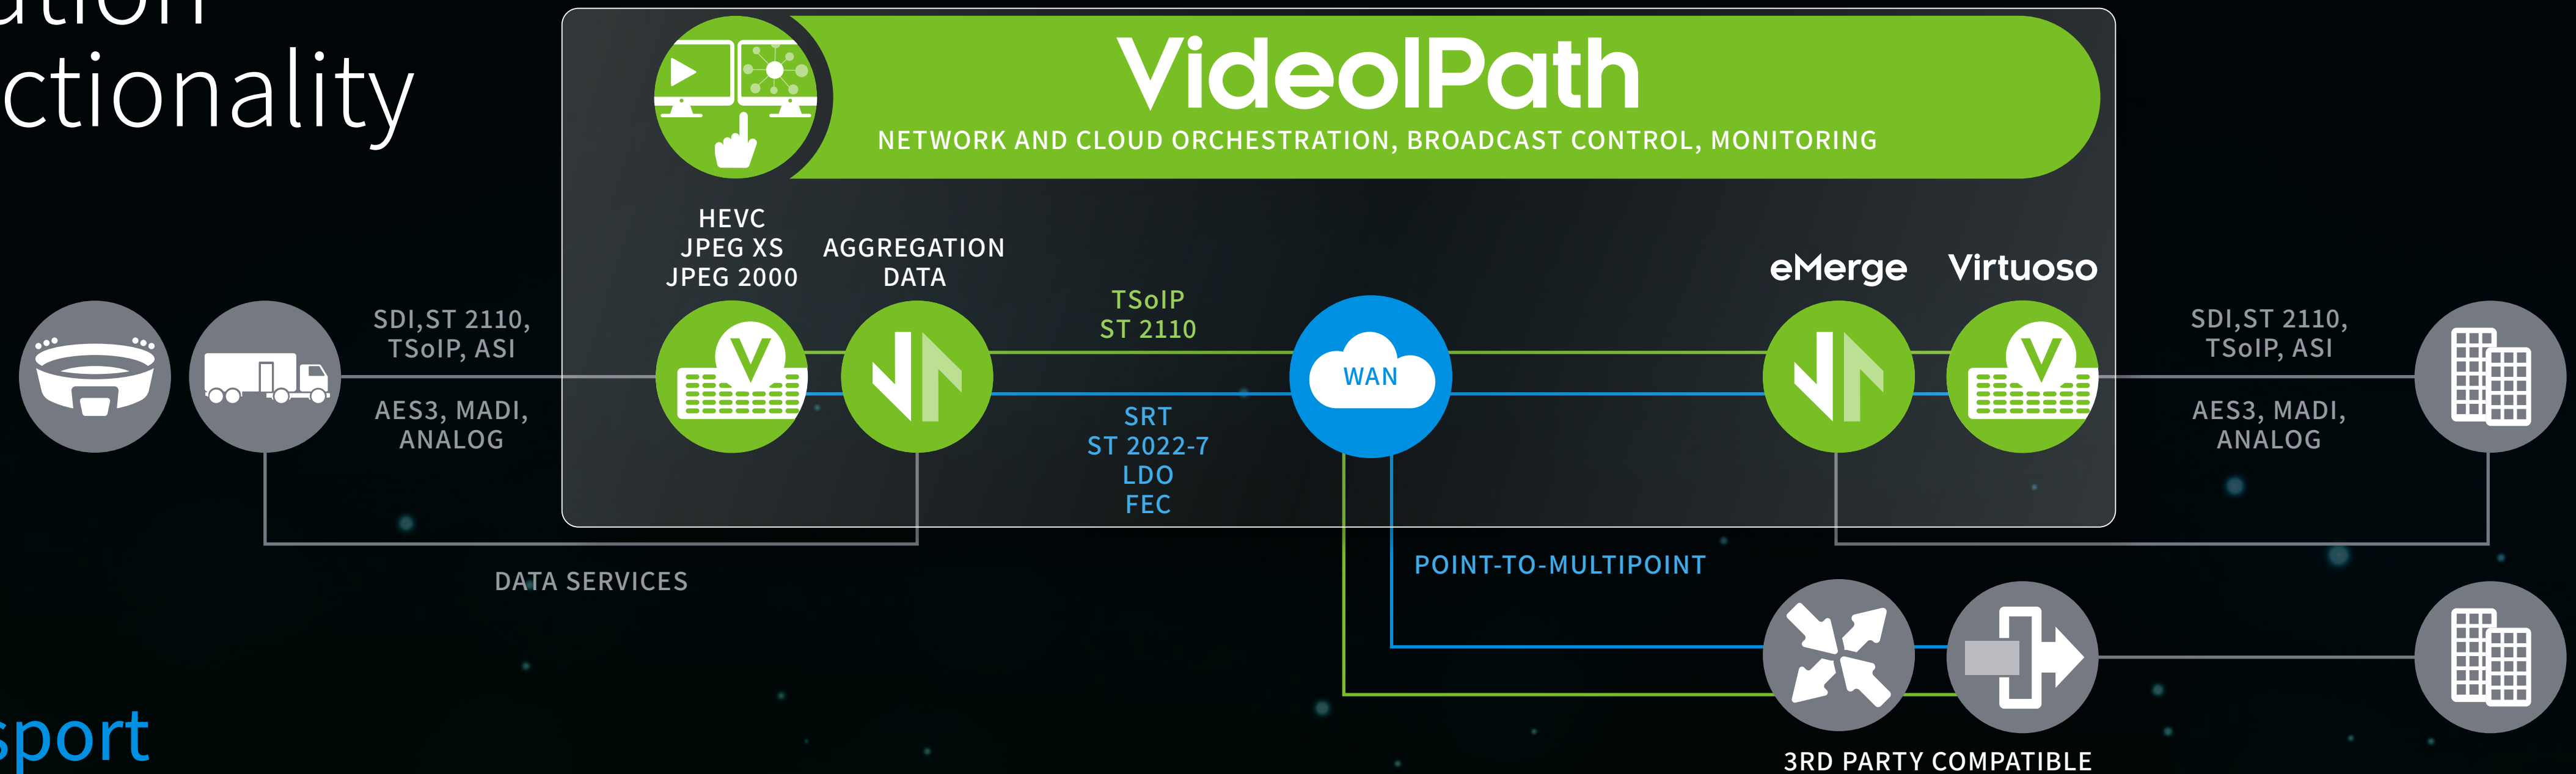 ctionality
VideoIPath
NETWORK AND CLOUD ORCHESTRATION, BROADCAST CONTROL, MONITORING
HEVC
JPEG XS
JPEG 2000
AGGREGATION
DATA
eMerge
Virtuoso
SDI,ST 2110,
TSoIP, ASI
AES3, MADI,
ANALOG
V
TSoIP
ST 2110
SRT
ST 2022-7
LDO
FEC
WAN
V
SDI,ST 2110,
TSoIP, ASI
AES3, MADI,
ANALOG
DATA SERVICES
POINT-TO-MULTIPOINT
sport
3RD PARTY COMPATIBLE